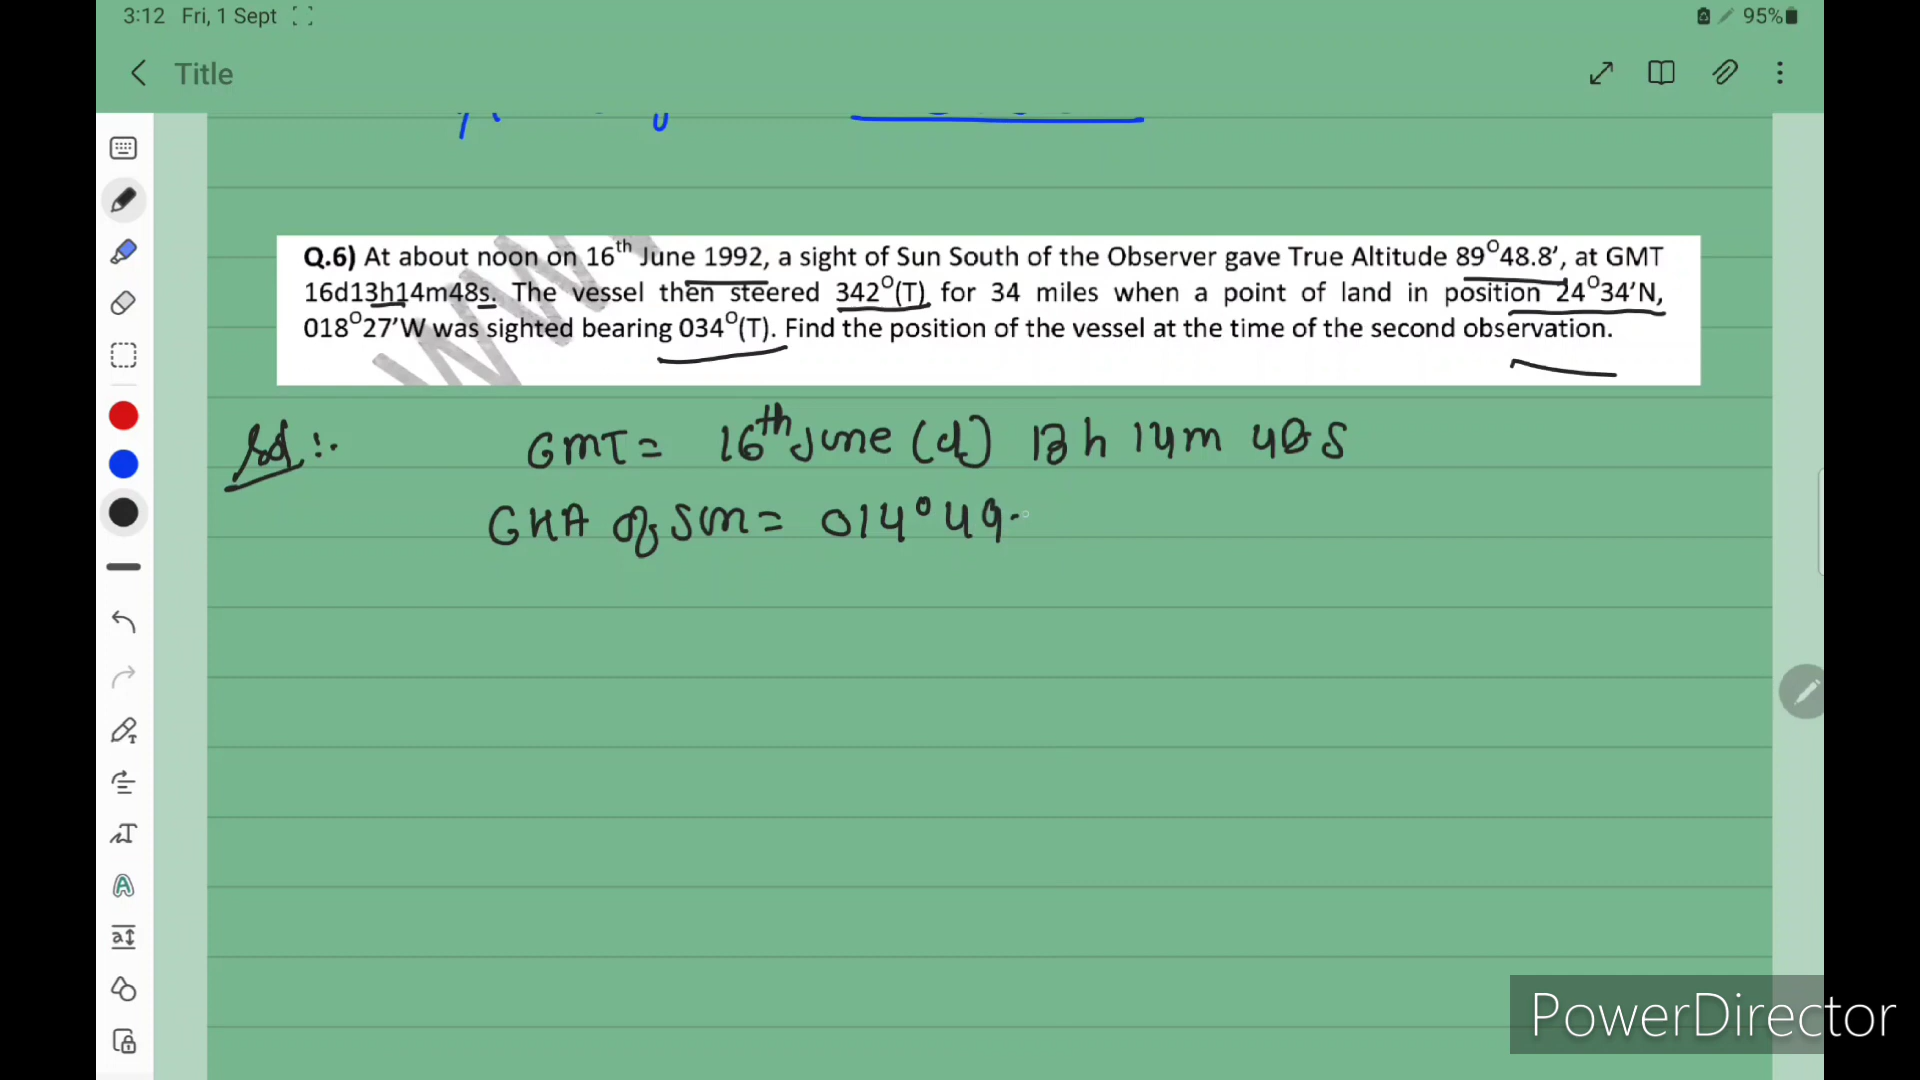 3:12 Fri, 1 Sept 95%
Title
Q.6) At about noon on 16th June 1992, a sight of Sun South of the Observer gave True Altitude 89°48.8', at GMT
16d13h14m48s. The vessel then steered 342°(T) for 34 miles when a point of land in position 24°34'N,
018°27'W was sighted bearing 034°(T). Find the position of the vessel at the time of the second observation.
Sol :-
GMT = 16th June (d) 13h 14m 48s
GHA of Sun = 014° 49.
PowerDirector